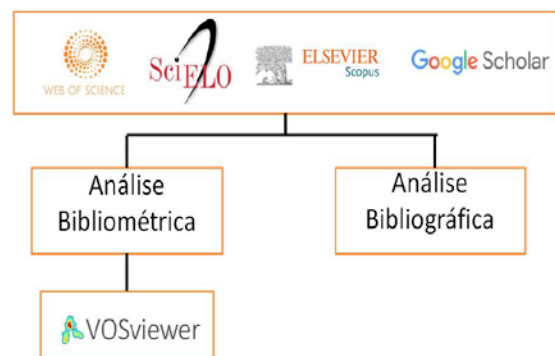 WEB OF SCIENCE
SciELO
ELSEVIER
Scopus
Google Scholar
Análise
Bibliométrica
Análise
Bibliográfica
VOSviewer